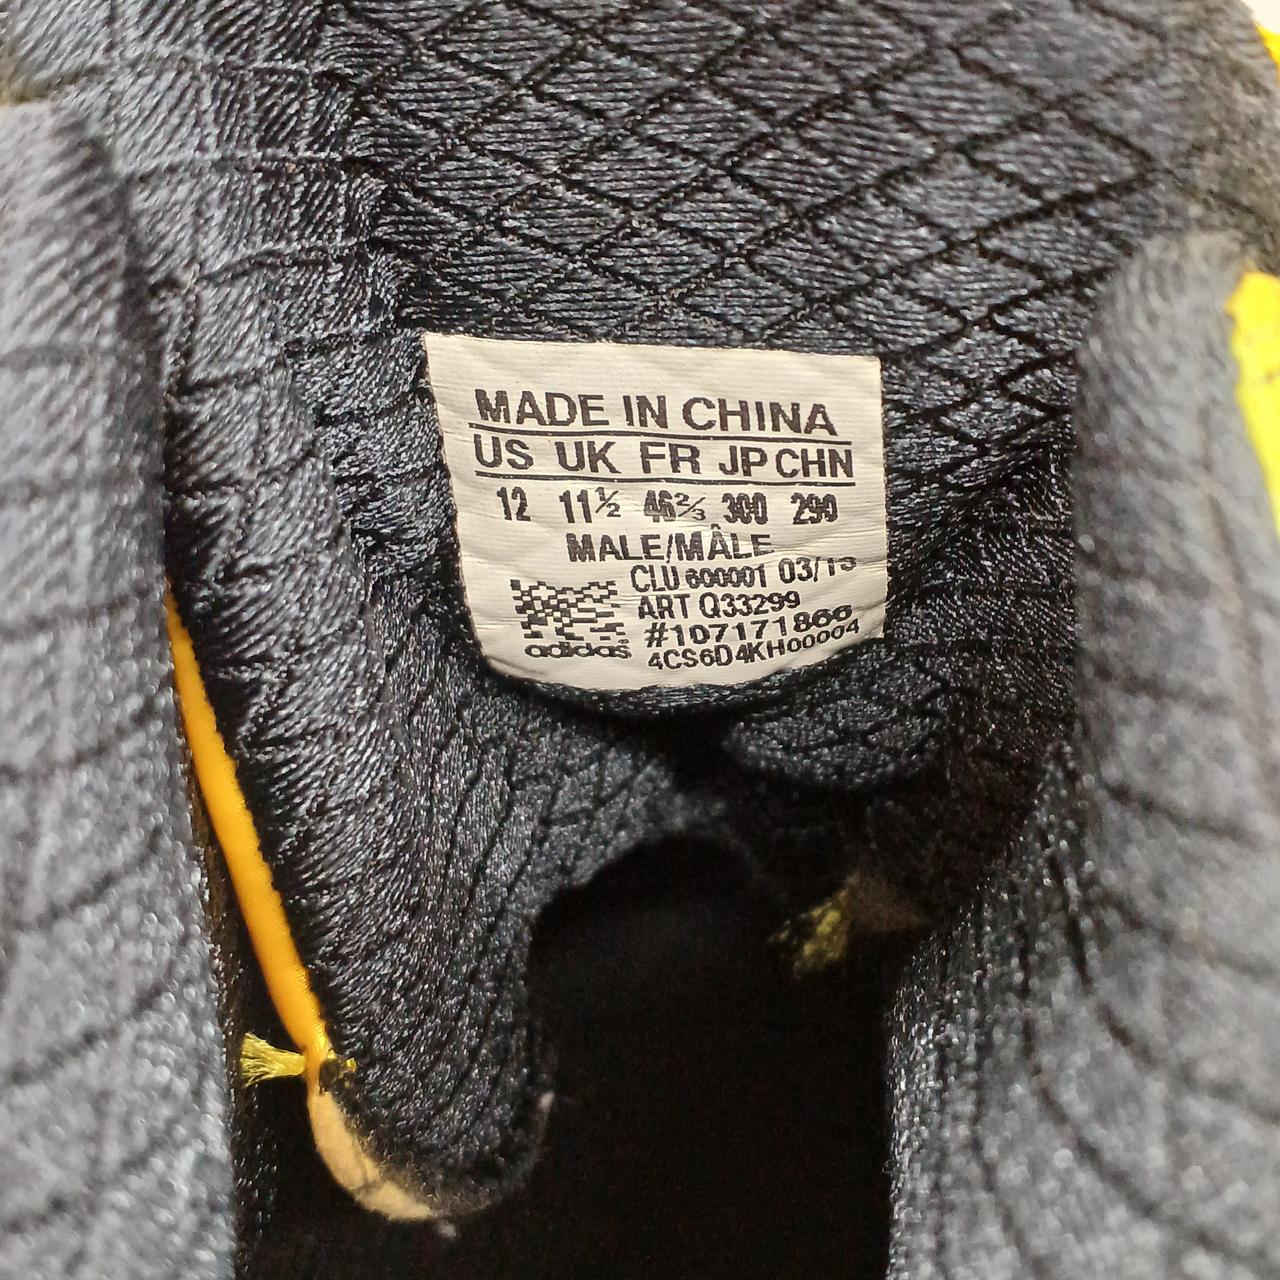 MADE IN CHINA
US UK FR JP CHN
12 11½ 46⅔ 300 290
MALE/MÂLE
CLU 600001 03/13
ART Q33299
#107171866
4CS6D4KH00004
adidas